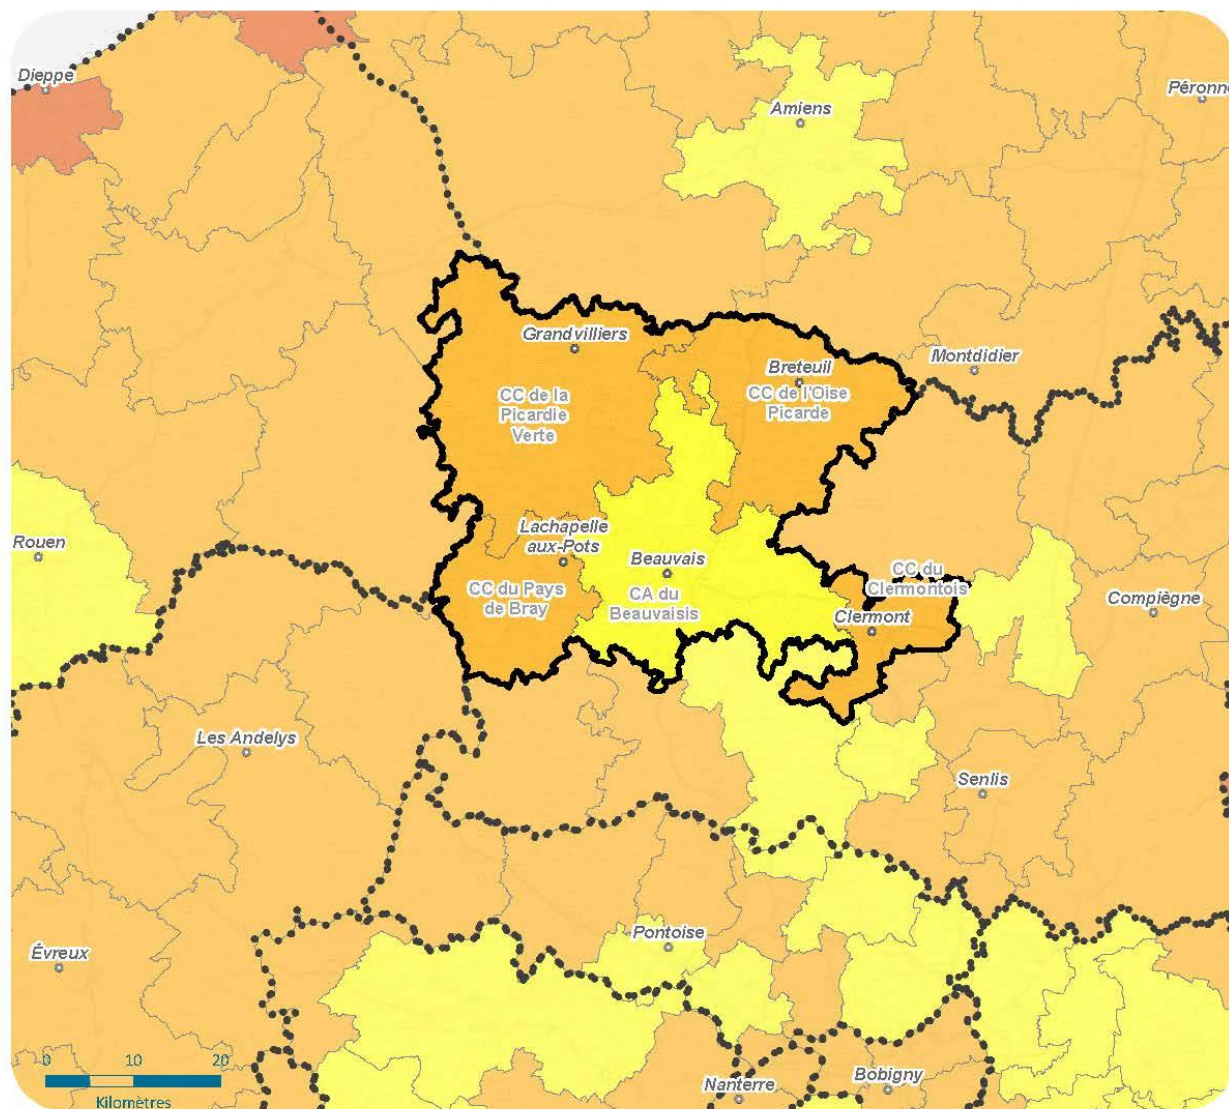 Dieppe
Péronne
Amiens
Grandvilliers
Montdidier
Breteuil
CC de la
Picardie
Verte
CC de l'Oise
Picarde
Rouen
Lachapelle
aux-Pots
Beauvais
CC du
Clermontois
CC du Pays
de Bray
CA du
Beauvaisis
Compiègne
Clermont
Les Andelys
Senlis
Pontoise
Évreux
0 10 20
Kilomètres
Nanterre
Bobigny